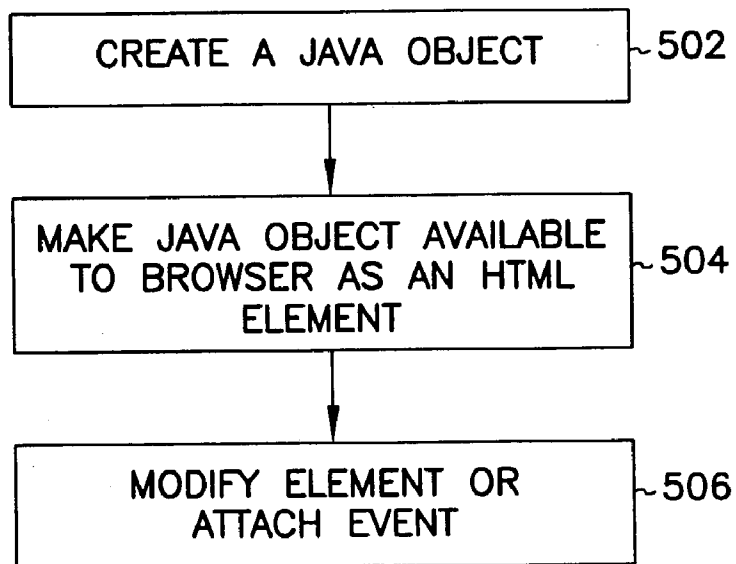 CREATE A JAVA OBJECT
502
MAKE JAVA OBJECT AVAILABLE
TO BROWSER AS AN HTML
ELEMENT
504
MODIFY ELEMENT OR
ATTACH EVENT
506